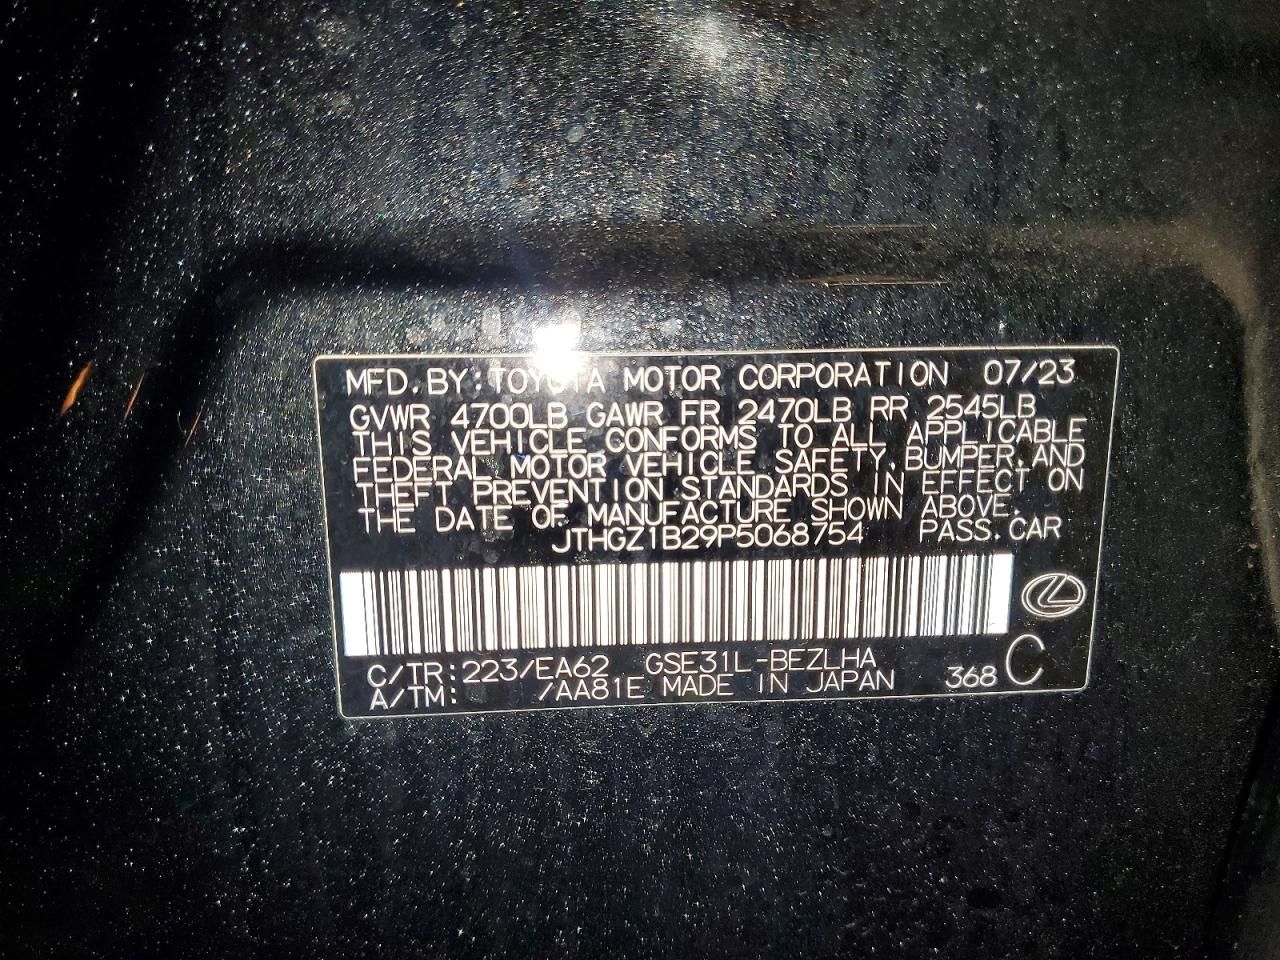 MFD.BY:TOYOTA MOTOR CORPORATION 07/23
GVWR 4700LB GAWR FR 2470LB RR 2545LB
THIS VEHICLE CONFORMS TO ALL APPLICABLE
FEDERAL MOTOR VEHICLE SAFETY,BUMPER,AND
THEFT PREVENTION STANDARDS IN EFFECT ON
THE DATE OF MANUFACTURE SHOWN ABOVE.
JTHGZ1B29P5068754 PASS.CAR
C/TR:223/EA62 GSE31L-BEZLHA
A/TM: /AA81E MADE IN JAPAN 368 C